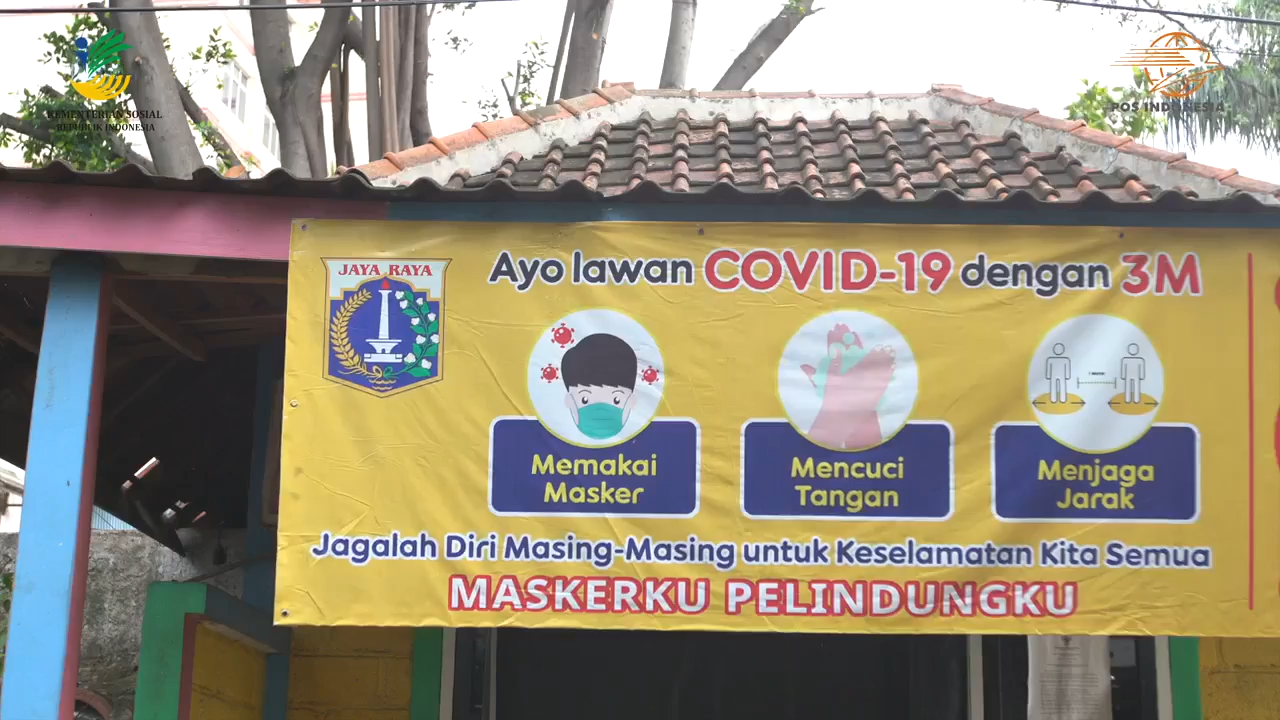 KEMENTERIAN SOSIAL
REPUBLIK INDONESIA
POS INDONESIA
JAYA RAYA
Ayo lawan COVID-19 dengan 3M
Memakai
Masker
Mencuci
Tangan
Menjaga
Jarak
Jagalah Diri Masing-Masing untuk Keselamatan Kita Semua
MASKERKU PELINDUNGKU